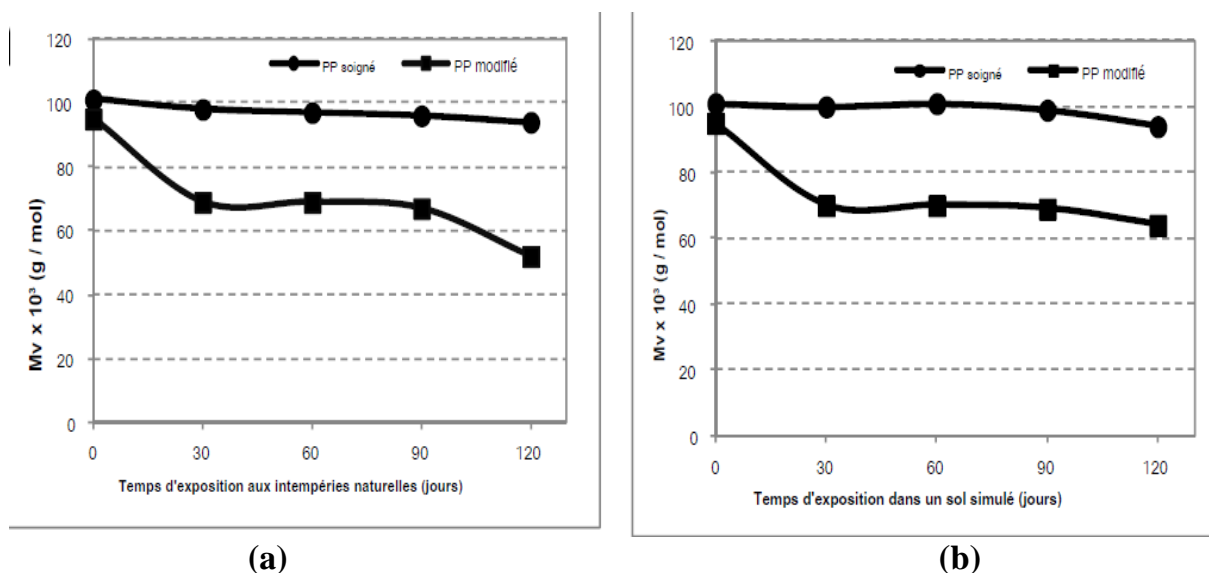 120
PP soigné
PP modifié
100
80
60
40
20
0
Mv x 10³ (g / mol)
0 30 60 90 120
Temps d'exposition aux intempéries naturelles (jours)
(a)
120
PP soigné
PP modifié
100
80
60
40
20
0
Mv x 10³ (g / mol)
0 30 60 90 120
Temps d'exposition dans un sol simulé (jours)
(b)